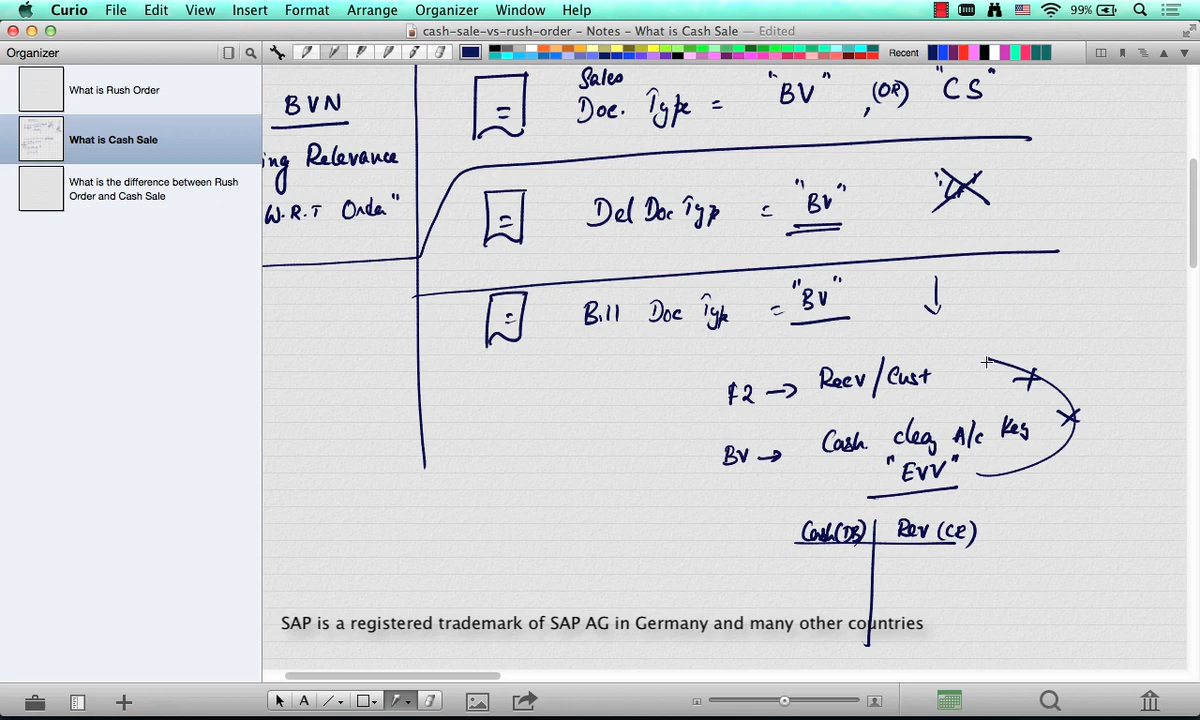 Curio File Edit View Insert Format Arrange Organizer Window Help 99%
cash-sale-vs-rush-order - Notes - What is Cash Sale — Edited
Organizer
Recent
What is Rush Order
What is Cash Sale
What is the difference between Rush
Order and Cash Sale
BVN
ing Relevance
W.R.T Order"
Sales
Doc. Type = "BV", (OR) "CS"
Del Doc Typ = "BV"
Bill Doc Typ = "BV"
F2 → Recv/Cust
BV → Cash. cleg A/c Key
"EVV"
Cash(DB) Rev (CR)
SAP is a registered trademark of SAP AG in Germany and many other countries
A